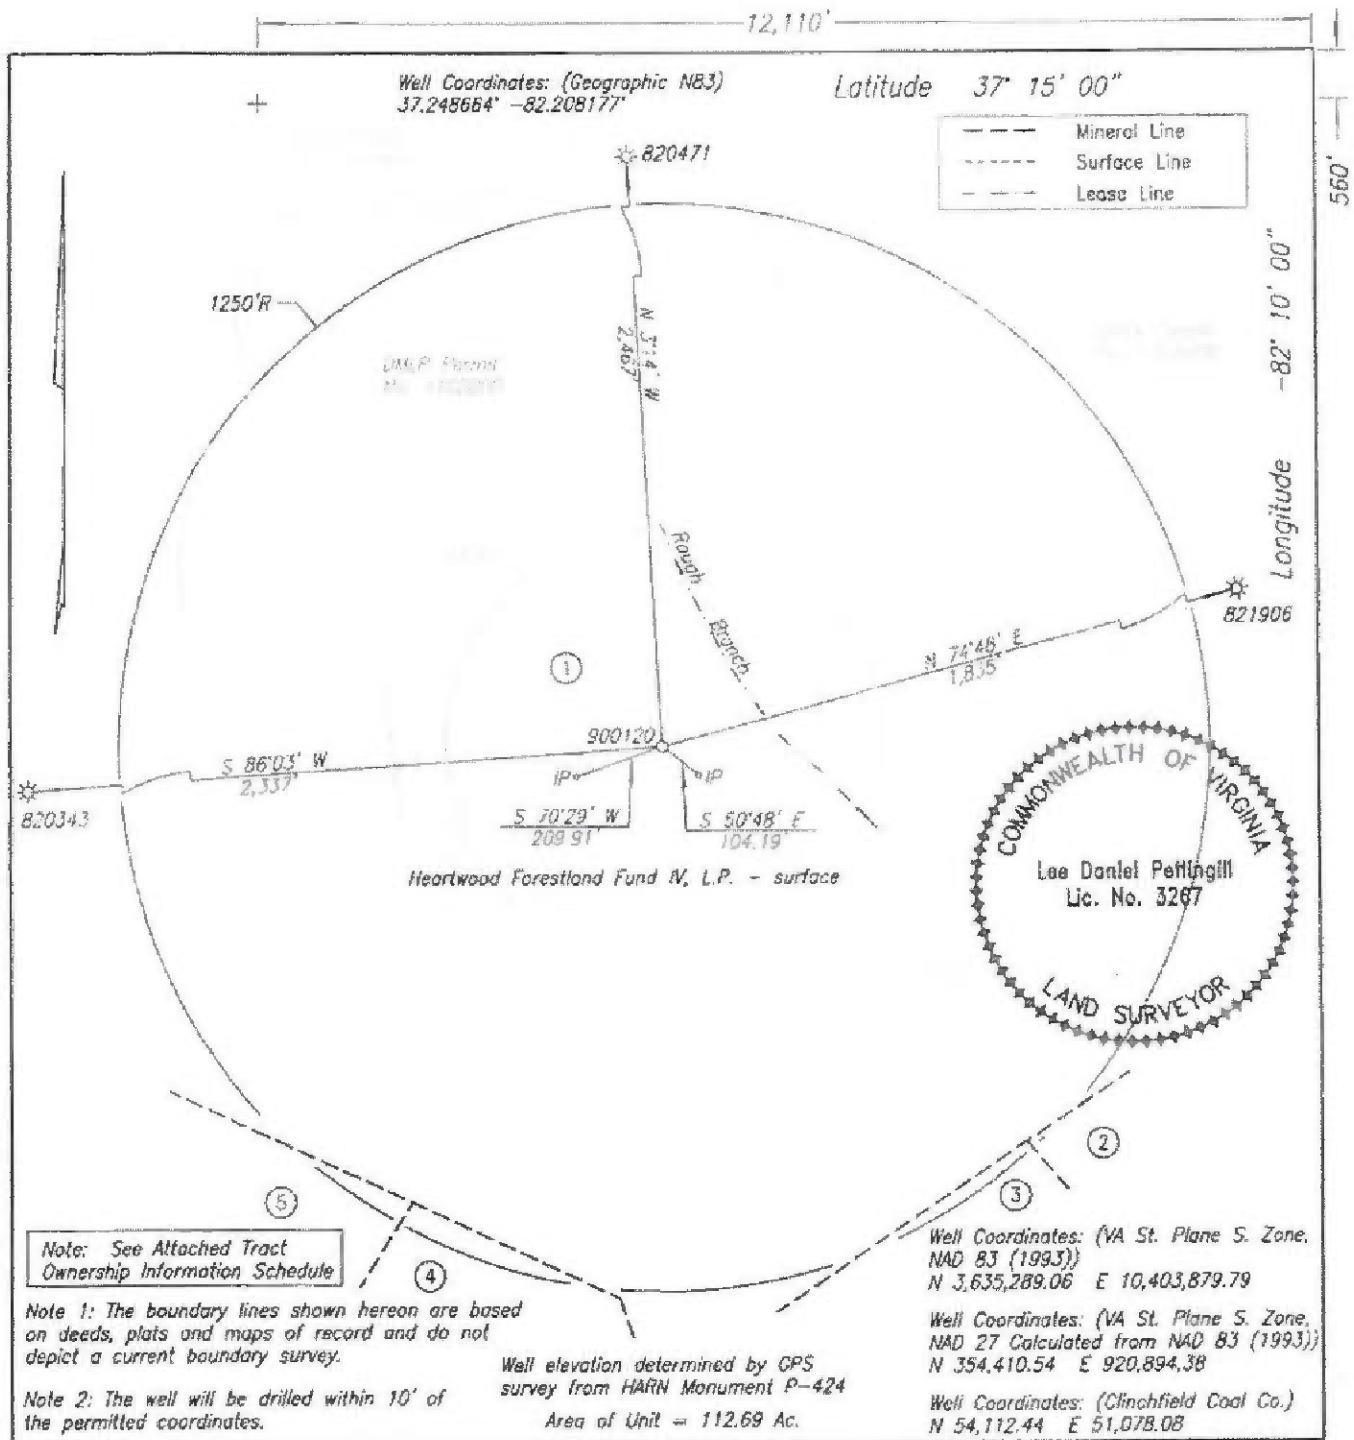 12,110'
Well Coordinates: (Geographic N83)
37.248664° -82.208177°
Latitude 37° 15' 00"
Mineral Line
Surface Line
Lease Line
560'
Longitude -82° 10' 00"
820471
1250'R
N 3°14' W
2,467'
Rough Branch
821906
N 74°48' E
1,835'
1
900120
S 86°03' W
2,337'
820343
IP
IP
S 70°29' W
209.91'
S 50°48' E
104.19'
Heartwood Forestland Fund IV, L.P. - surface
COMMONWEALTH OF VIRGINIA
Lee Daniel Pettingill
Lic. No. 3267
LAND SURVEYOR
2
3
5
4
Note: See Attached Tract
Ownership Information Schedule
Note 1: The boundary lines shown hereon are based
on deeds, plats and maps of record and do not
depict a current boundary survey.
Note 2: The well will be drilled within 10' of
the permitted coordinates.
Well elevation determined by GPS
survey from HARN Monument P-424
Area of Unit = 112.69 Ac.
Well Coordinates: (VA St. Plane S. Zone,
NAD 83 (1993))
N 3,635,289.06 E 10,403,879.79
Well Coordinates: (VA St. Plane S. Zone,
NAD 27 Calculated from NAD 83 (1993))
N 354,410.54 E 920,894.38
Well Coordinates: (Clinchfield Coal Co.)
N 54,112.44 E 51,078.08